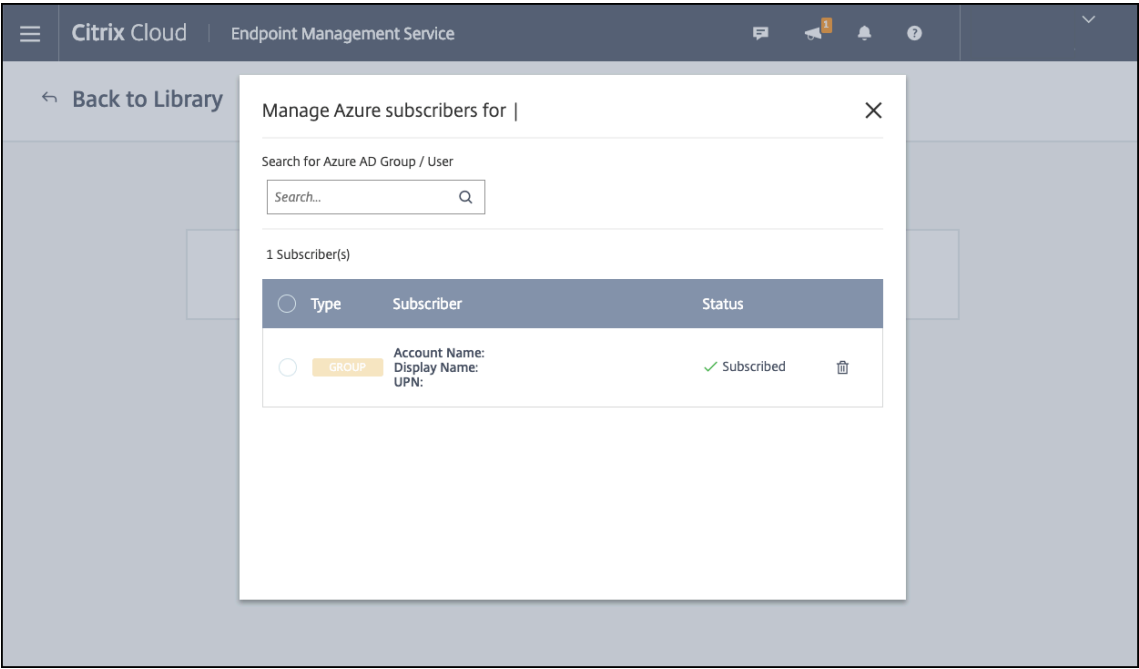 Citrix Cloud | Endpoint Management Service
1
Back to Library
Manage Azure subscribers for |
Search for Azure AD Group / User
Search...
1 Subscriber(s)
Type Subscriber Status
GROUP
Account Name:
Display Name:
UPN:
Subscribed